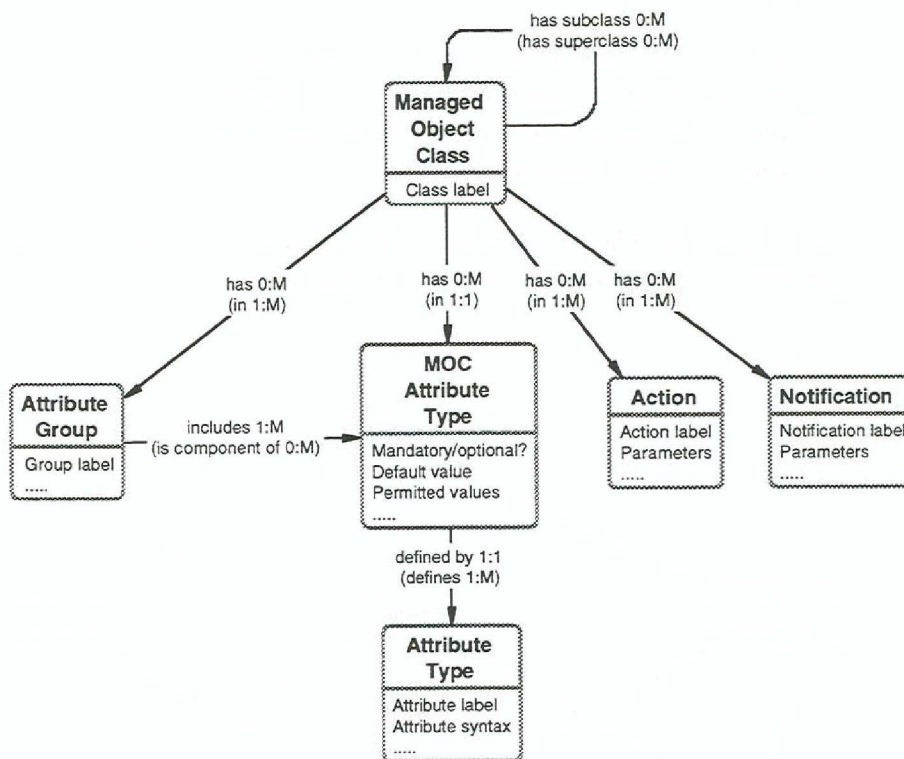 has subclass 0:M
(has superclass 0:M)
Managed
Object
Class
Class label
has 0:M
(in 1:M)
has 0:M
(in 1:1)
has 0:M
(in 1:M)
has 0:M
(in 1:M)
Attribute
Group
Group label
.....
includes 1:M
(is component of 0:M)
MOC
Attribute
Type
Mandatory/optional?
Default value
Permitted values
.....
Action
Action label
Parameters
.....
Notification
Notification label
Parameters
.....
defined by 1:1
(defines 1:M)
Attribute
Type
Attribute label
Attribute syntax
.....